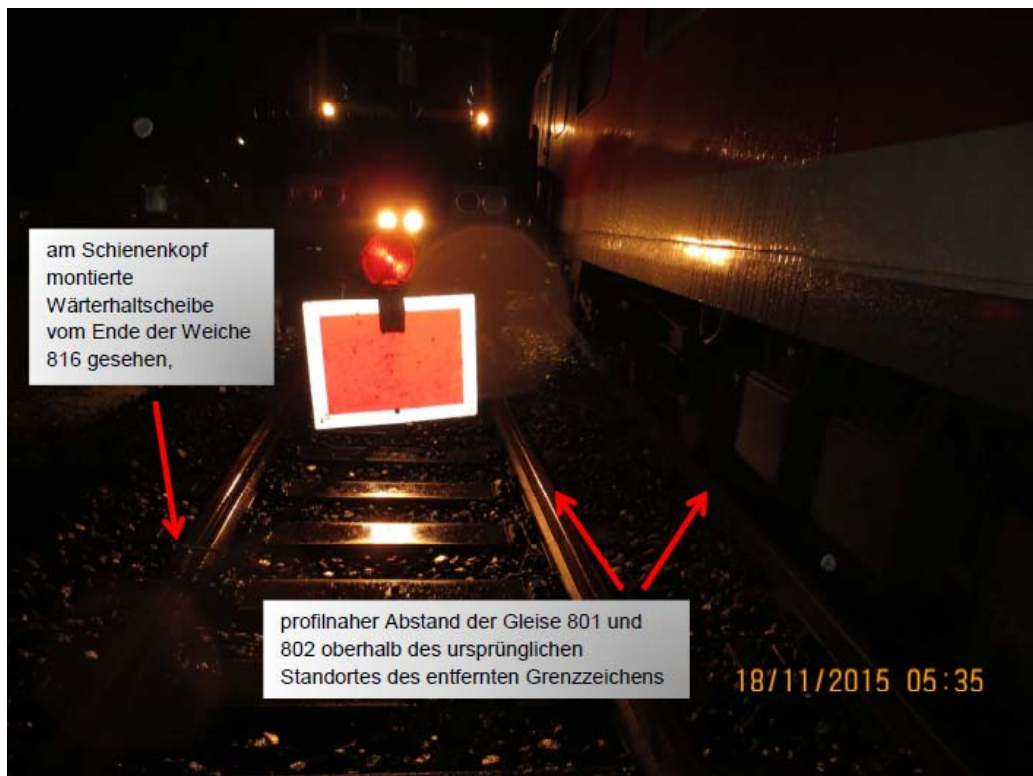 am Schienenkopf
montierte
Wärterhaltscheibe
vom Ende der Weiche
816 gesehen,
profilnaher Abstand der Gleise 801 und
802 oberhalb des ursprünglichen
Standortes des entfernten Grenzzeichens
18/11/2015 05:35